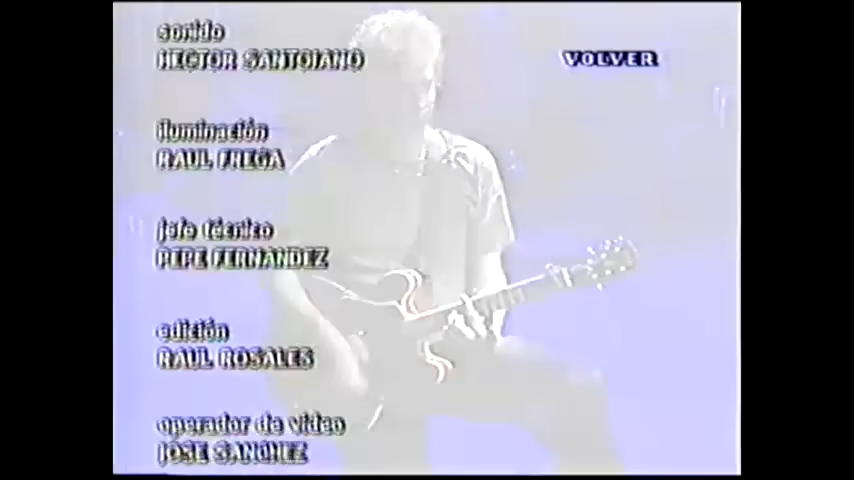 sonido
HECTOR SANTOIANO
VOLVER
iluminación
RAUL FREGA
jefe técnico
PEPE FERNANDEZ
edición
RAUL ROSALES
operador de video
JOSE SANCHEZ